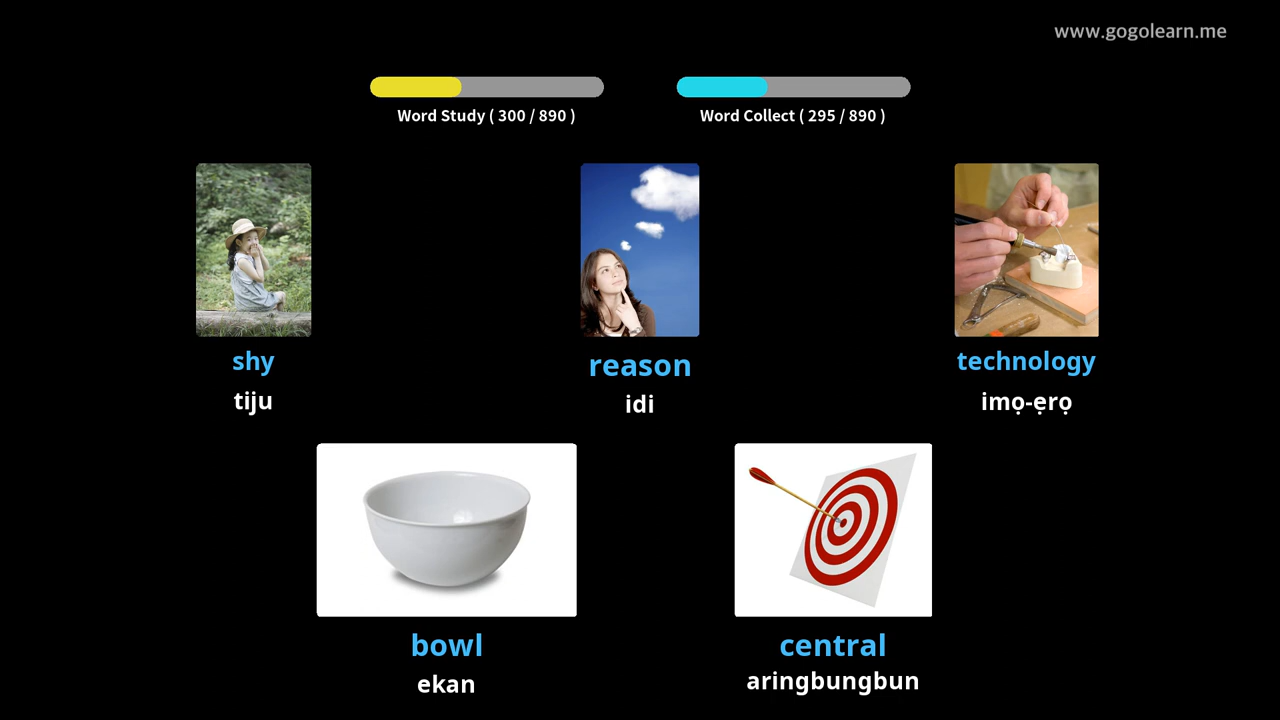 www.gogolearn.me
Word Study ( 300 / 890 )
Word Collect ( 295 / 890 )
shy
tiju
reason
idi
technology
imọ-ẹrọ
bowl
ekan
central
aringbungbun